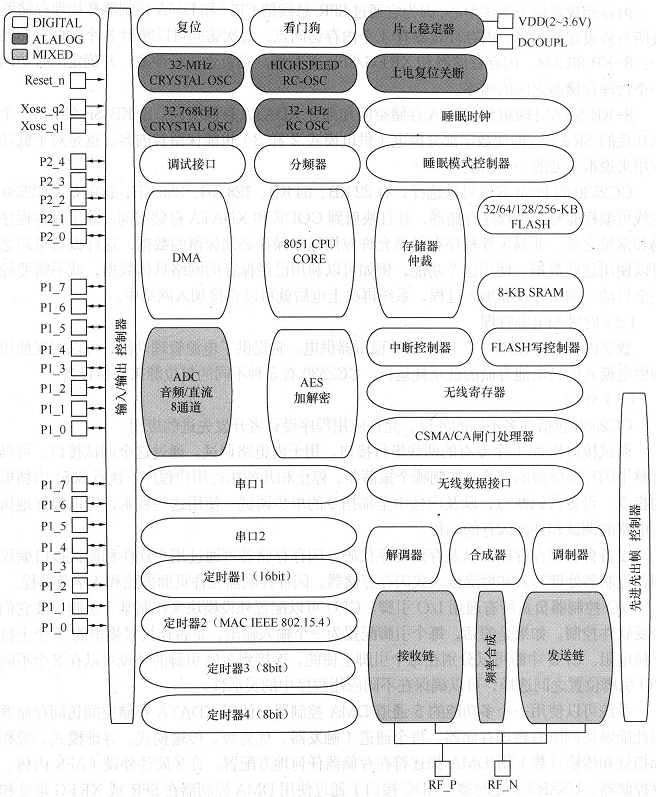 DIGITAL
ALALOG
MIXED
复位
看门狗
片上稳定器
VDD(2~3.6V)
DCOUPL
Reset_n
32-MHz
CRYSTAL OSC
HIGHSPEED
RC-OSC
上电复位关断
Xosc_q2
Xosc_q1
32.768kHz
CRYSTAL OSC
32- kHz
RC OSC
睡眠时钟
调试接口
分频器
睡眠模式控制器
P2_4
P2_3
P2_2
P2_1
P2_0
DMA
8051 CPU
CORE
存储器
仲裁
32/64/128/256-KB
FLASH
8-KB SRAM
P1_7
P1_6
P1_5
P1_4
P1_3
P1_2
P1_1
P1_0
输入/输出 控制器
中断控制器
FLASH写控制器
ADC
音频/直流
8通道
AES
加解密
无线寄存器
CSMA/CA闸门处理器
P1_7
P1_6
P1_5
P1_4
P1_3
P1_2
P1_1
P1_0
串口1
无线数据接口
串口2
定时器1(16bit)
定时器2(MAC IEEE 802.15.4)
定时器3(8bit)
定时器4(8bit)
解调器
合成器
调制器
接收链
频率合成
发送链
先进先出帧 控制器
RF_P
RF_N